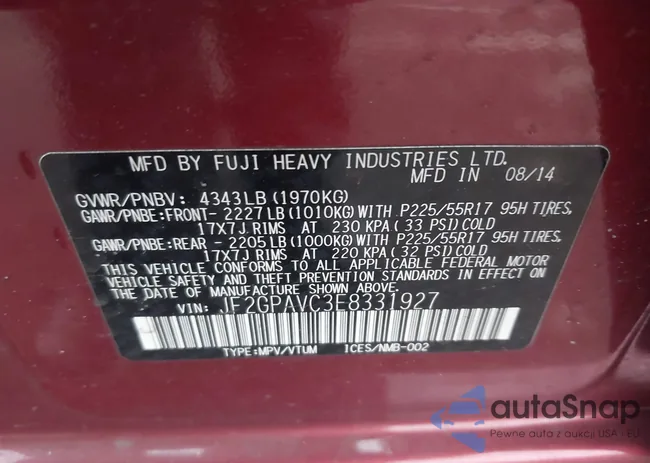 MFD BY FUJI HEAVY INDUSTRIES LTD.
MFD IN 08/14
GVWR/PNBV: 4343LB (1970KG)
GAWR/PNBE:FRONT- 2227LB (1010KG) WITH P225/55R17 95H TIRES,
17X7J RIMS AT 230 KPA ( 33 PSI) COLD
GAWR/PNBE:REAR - 2205LB (1000KG) WITH P225/55R17 95H TIRES,
17X7J RIMS AT 220 KPA ( 32 PSI) COLD
THIS VEHICLE CONFORMS TO ALL APPLICABLE FEDERAL MOTOR
VEHICLE SAFETY AND THEFT PREVENTION STANDARDS
IN EFFECT ON THE DATE OF MANUFACTURE SHOWN ABOVE.
VIN: JF2GPAVC3E8331927
TYPE:MPV/VTUM ICES/NMB-002
autoSnap
Pewne auto z aukcji USA - EU